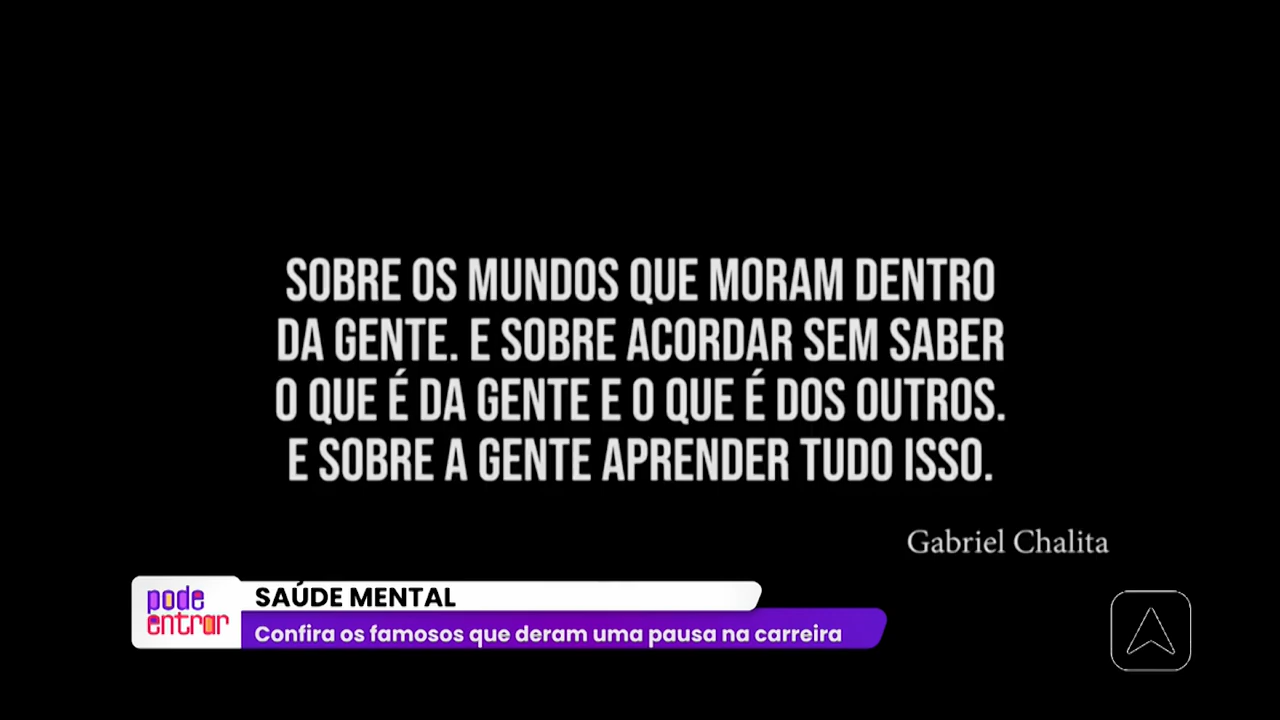 SOBRE OS MUNDOS QUE MORAM DENTRO
DA GENTE. E SOBRE ACORDAR SEM SABER
O QUE É DA GENTE E O QUE É DOS OUTROS.
E SOBRE A GENTE APRENDER TUDO ISSO.
Gabriel Chalita
pode
entrar
SAÚDE MENTAL
Confira os famosos que deram uma pausa na carreira